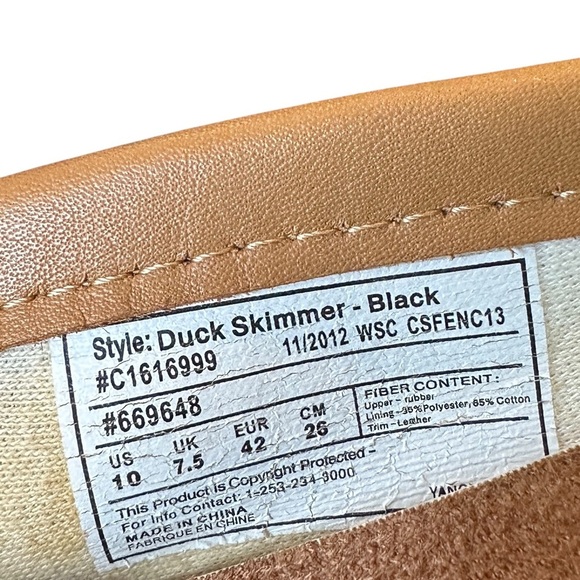 Style: Duck Skimmer - Black
#C1616999 11/2012 WSC CSFENC13
#669648
US UK EUR CM
10 7.5 42 26
FIBER CONTENT:
Upper - rubber
Lining - 35%Polyester, 65% Cotton
Trim - Leather
This Product is Copyright Protected -
For Info Contact: 1-253-234-9000
MADE IN CHINA
FABRIQUE EN CHINE